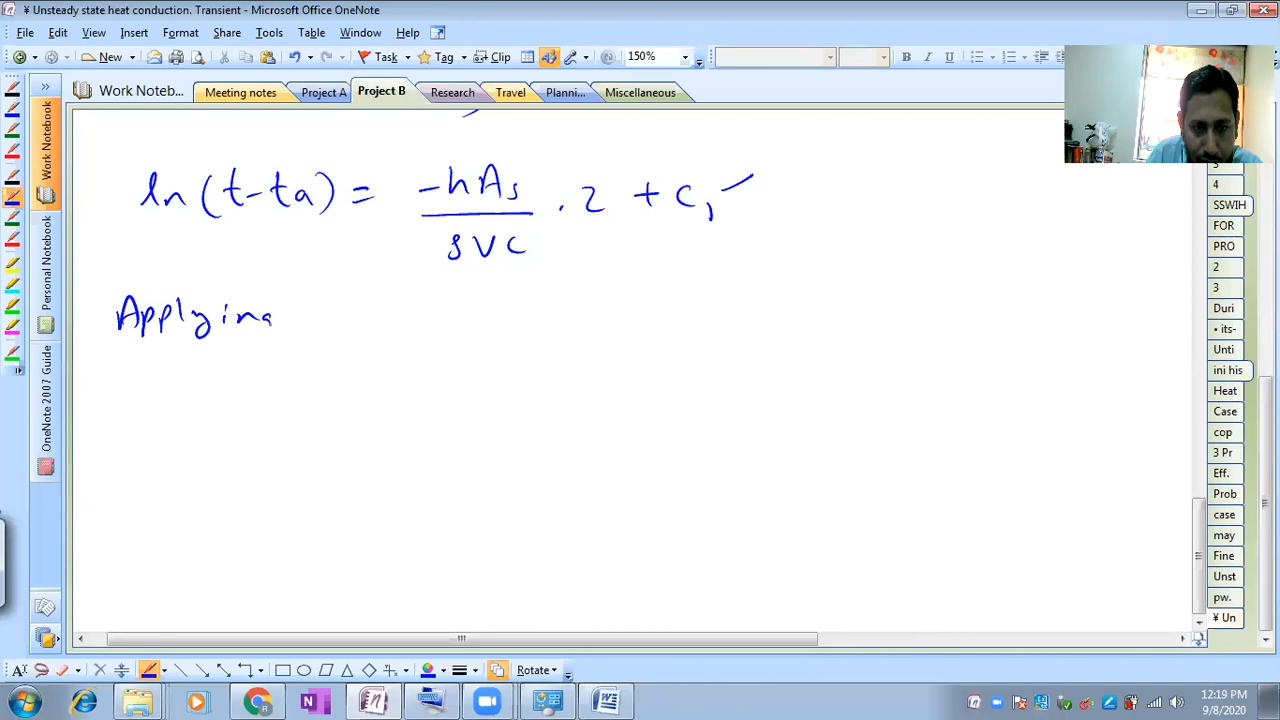 ¥ Unsteady state heat conduction. Transient - Microsoft Office OneNote
File Edit View Insert Format Share Tools Table Window Help
New Task Tag Clip 150%
Work Noteb... Meeting notes Project A Project B Research Travel Planni... Miscellaneous
Work Notebook
Personal Notebook
OneNote 2007 Guide
ln (t-ta) = -hAs
ρVC . τ + C1
Applying
3
4
SSWIH
FOR
PRO
2
3
Duri
• its-
Unti
ini his
Heat
Case
cop
3 Pr
Eff.
Prob
case
may
Fine
Unst
pw.
¥ Un
Rotate
12:19 PM
9/8/2020